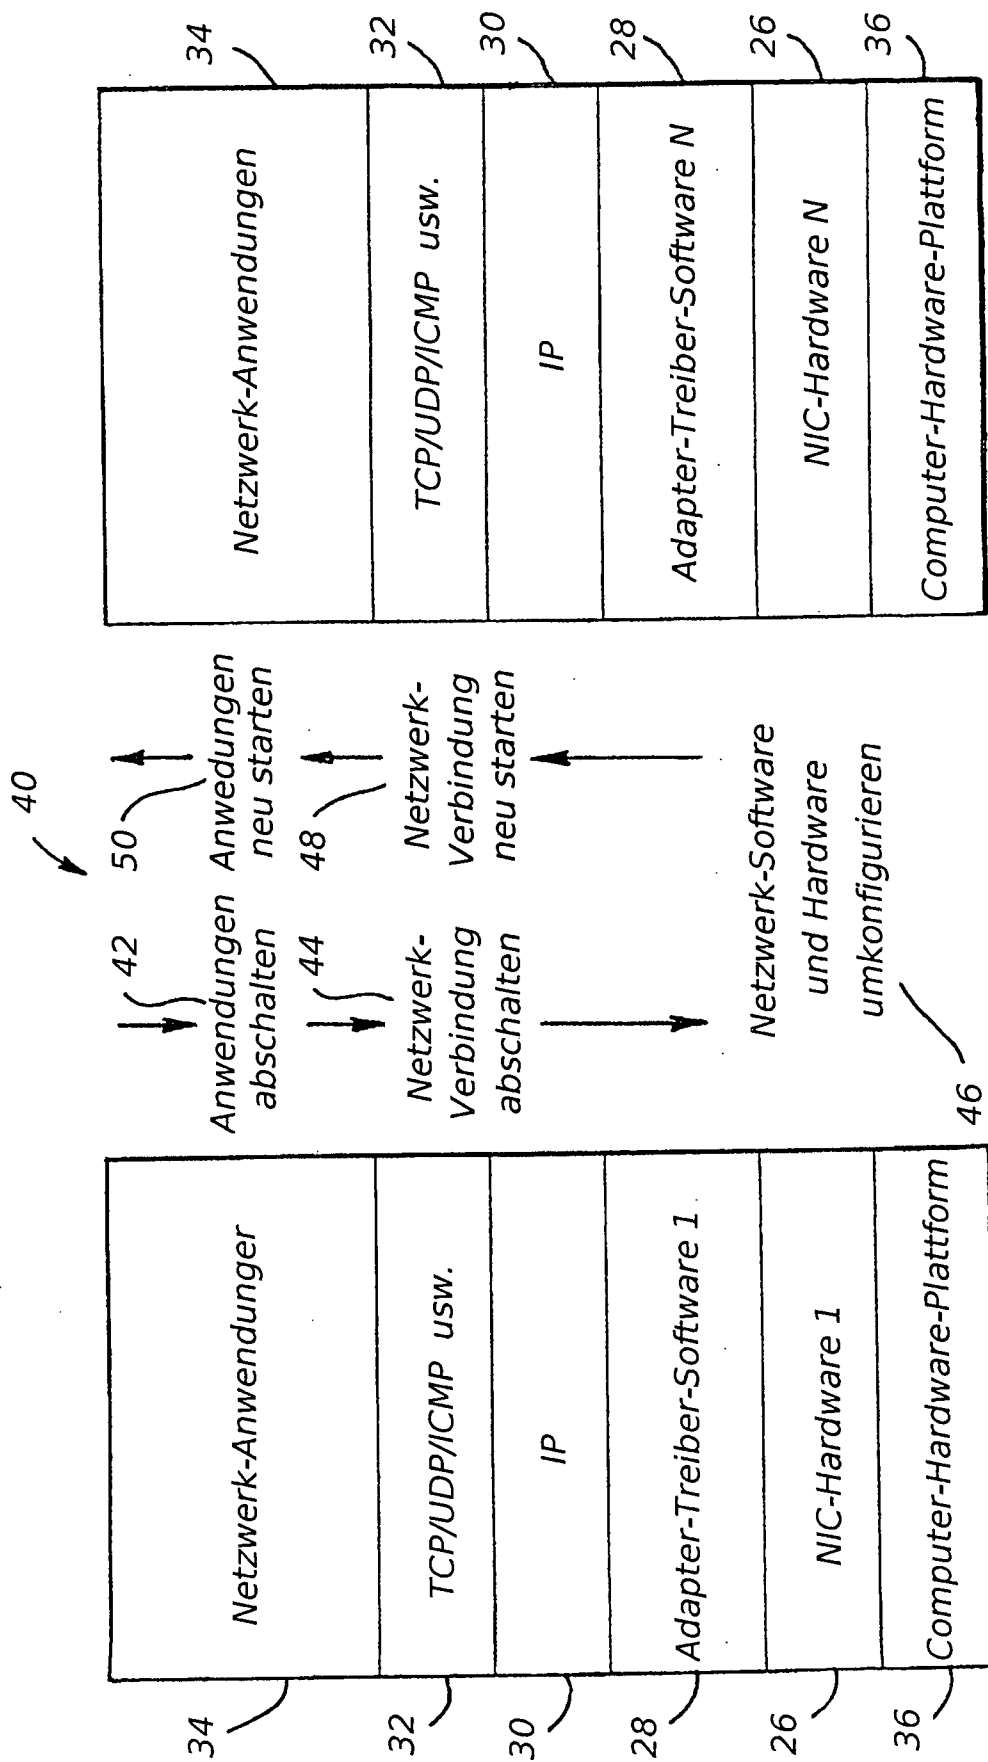 34
Netzwerk-Anwendunger
32
TCP/UDP/ICMP usw.
30
IP
28
Adapter-Treiber-Software 1
26
NIC-Hardware 1
36
Computer-Hardware-Plattform
40
42
Anwendungen
abschalten
44
Netzwerk-
Verbindung
abschalten
Netzwerk-Software
und Hardware
umkonfigurieren
46
50
Anwedungen
neu starten
48
Netzwerk-
Verbindung
neu starten
34
Netzwerk-Anwendungen
32
TCP/UDP/ICMP usw.
30
IP
28
Adapter-Treiber-Software N
26
NIC-Hardware N
36
Computer-Hardware-Plattform